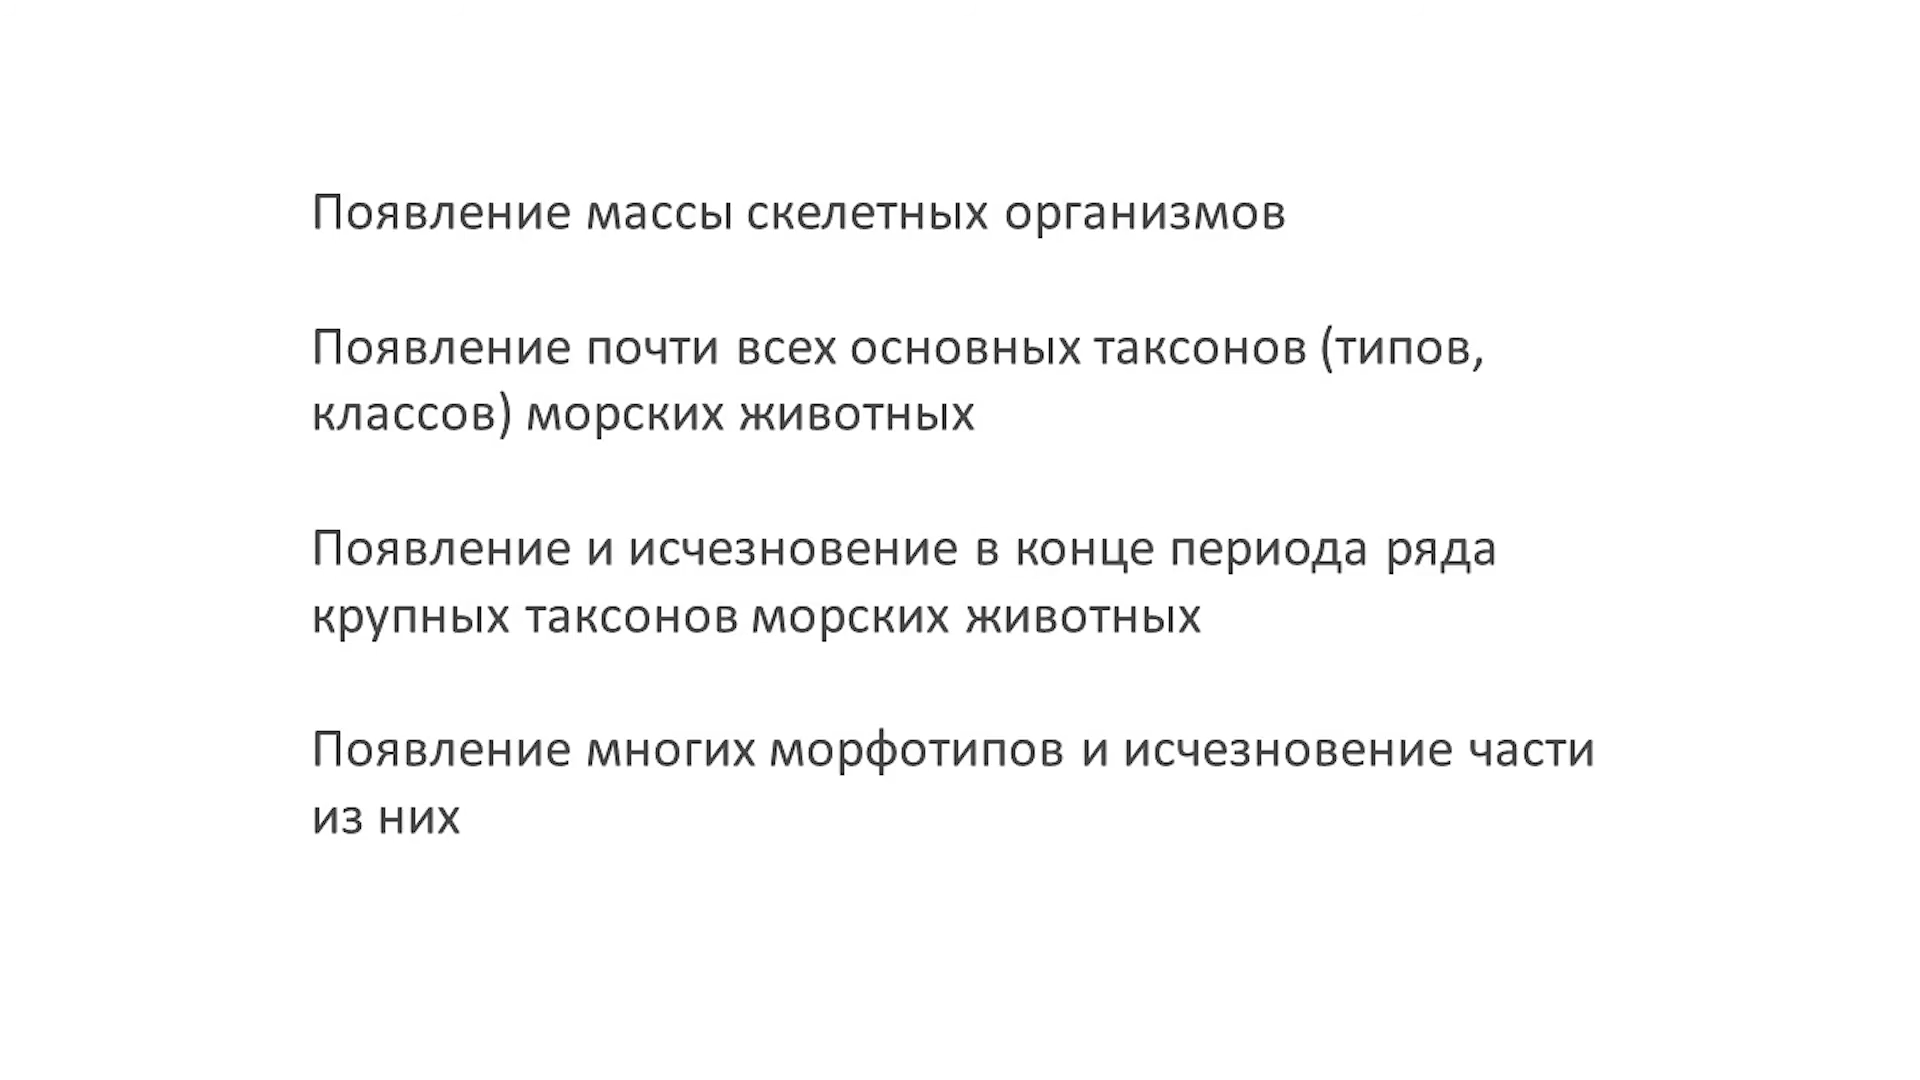 Появление массы скелетных организмов
Появление почти всех основных таксонов (типов,
классов) морских животных
Появление и исчезновение в конце периода ряда
крупных таксонов морских животных
Появление многих морфотипов и исчезновение части
из них